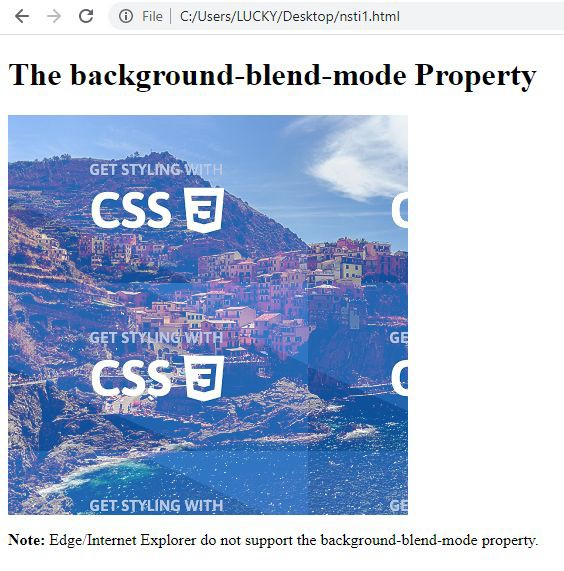 File C:/Users/LUCKY/Desktop/nsti1.html
The background-blend-mode Property
GET STYLING WITH
CSS 3 C
GET STYLING WITH GE
CSS 3 C
GET STYLING WITH GE
Note: Edge/Internet Explorer do not support the background-blend-mode property.